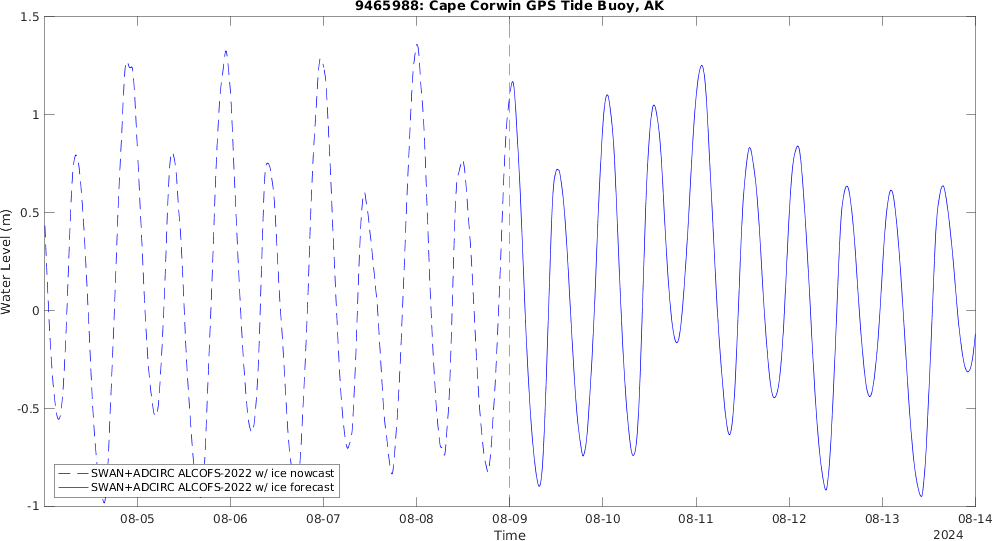 9465988: Cape Corwin GPS Tide Buoy, AK
1.5
1
0.5
0
-0.5
-1
Water Level (m)
SWAN+ADCIRC ALCOFS-2022 w/ ice nowcast
SWAN+ADCIRC ALCOFS-2022 w/ ice forecast
08-05 08-06 08-07 08-08 08-09 08-10 08-11 08-12 08-13 08-14
Time
2024